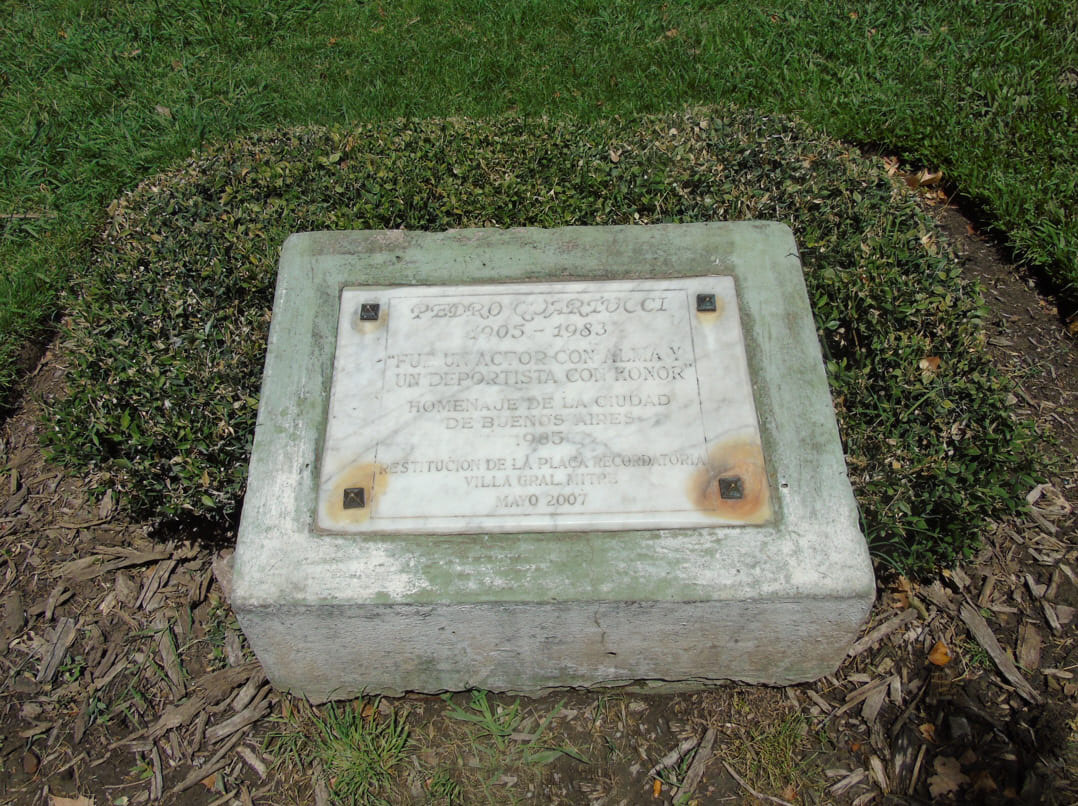 PEDRO QUARTUCCI
1905 - 1983
"FUE UN ACTOR CON ALMA Y
UN DEPORTISTA CON HONOR"
HOMENAJE DE LA CIUDAD
DE BUENOS AIRES
1985
RESTITUCION DE LA PLACA RECORDATORIA
VILLA GRAL. MITRE
MAYO 2007